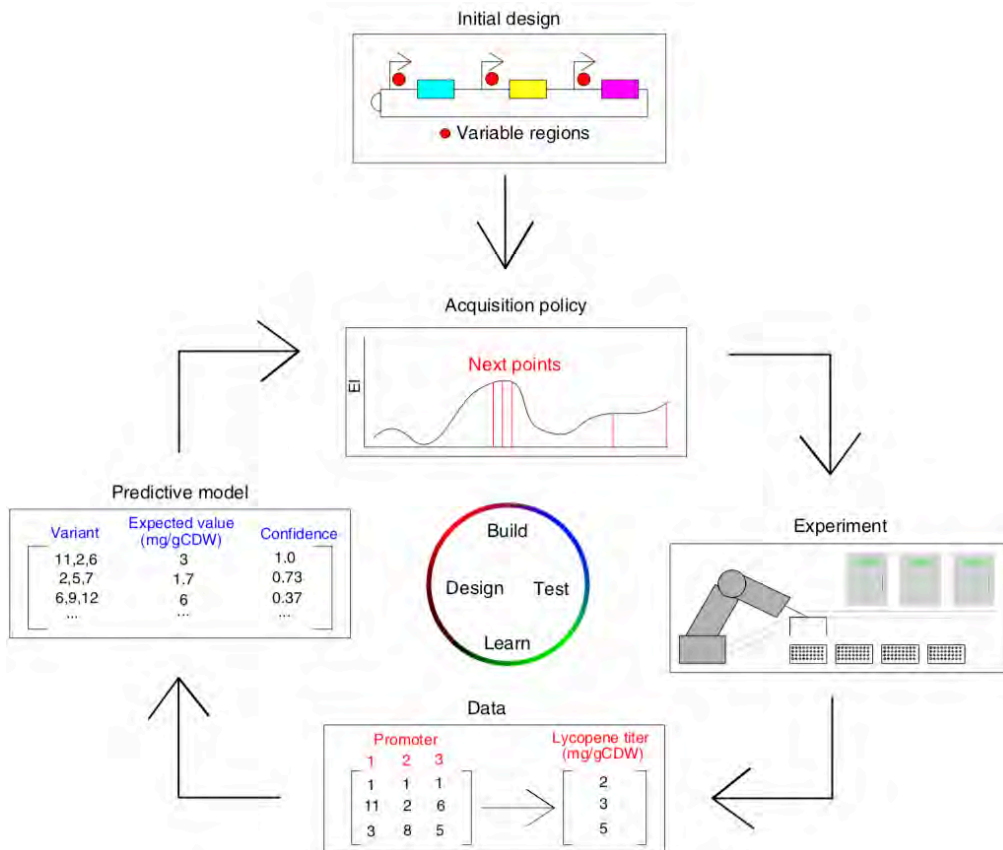 Initial design
Variable regions
Acquisition policy
Next points
EI
Predictive model
Variant Expected value (mg/gCDW) Confidence
11,2,6 3 1.0
2,5,7 1.7 0.73
6,9,12 6 0.37
... ... ...
Build
Design Test
Learn
Experiment
Data
Promoter
1 2 3
1 1 1
11 2 6
3 8 5
Lycopene titer
(mg/gCDW)
2
3
5